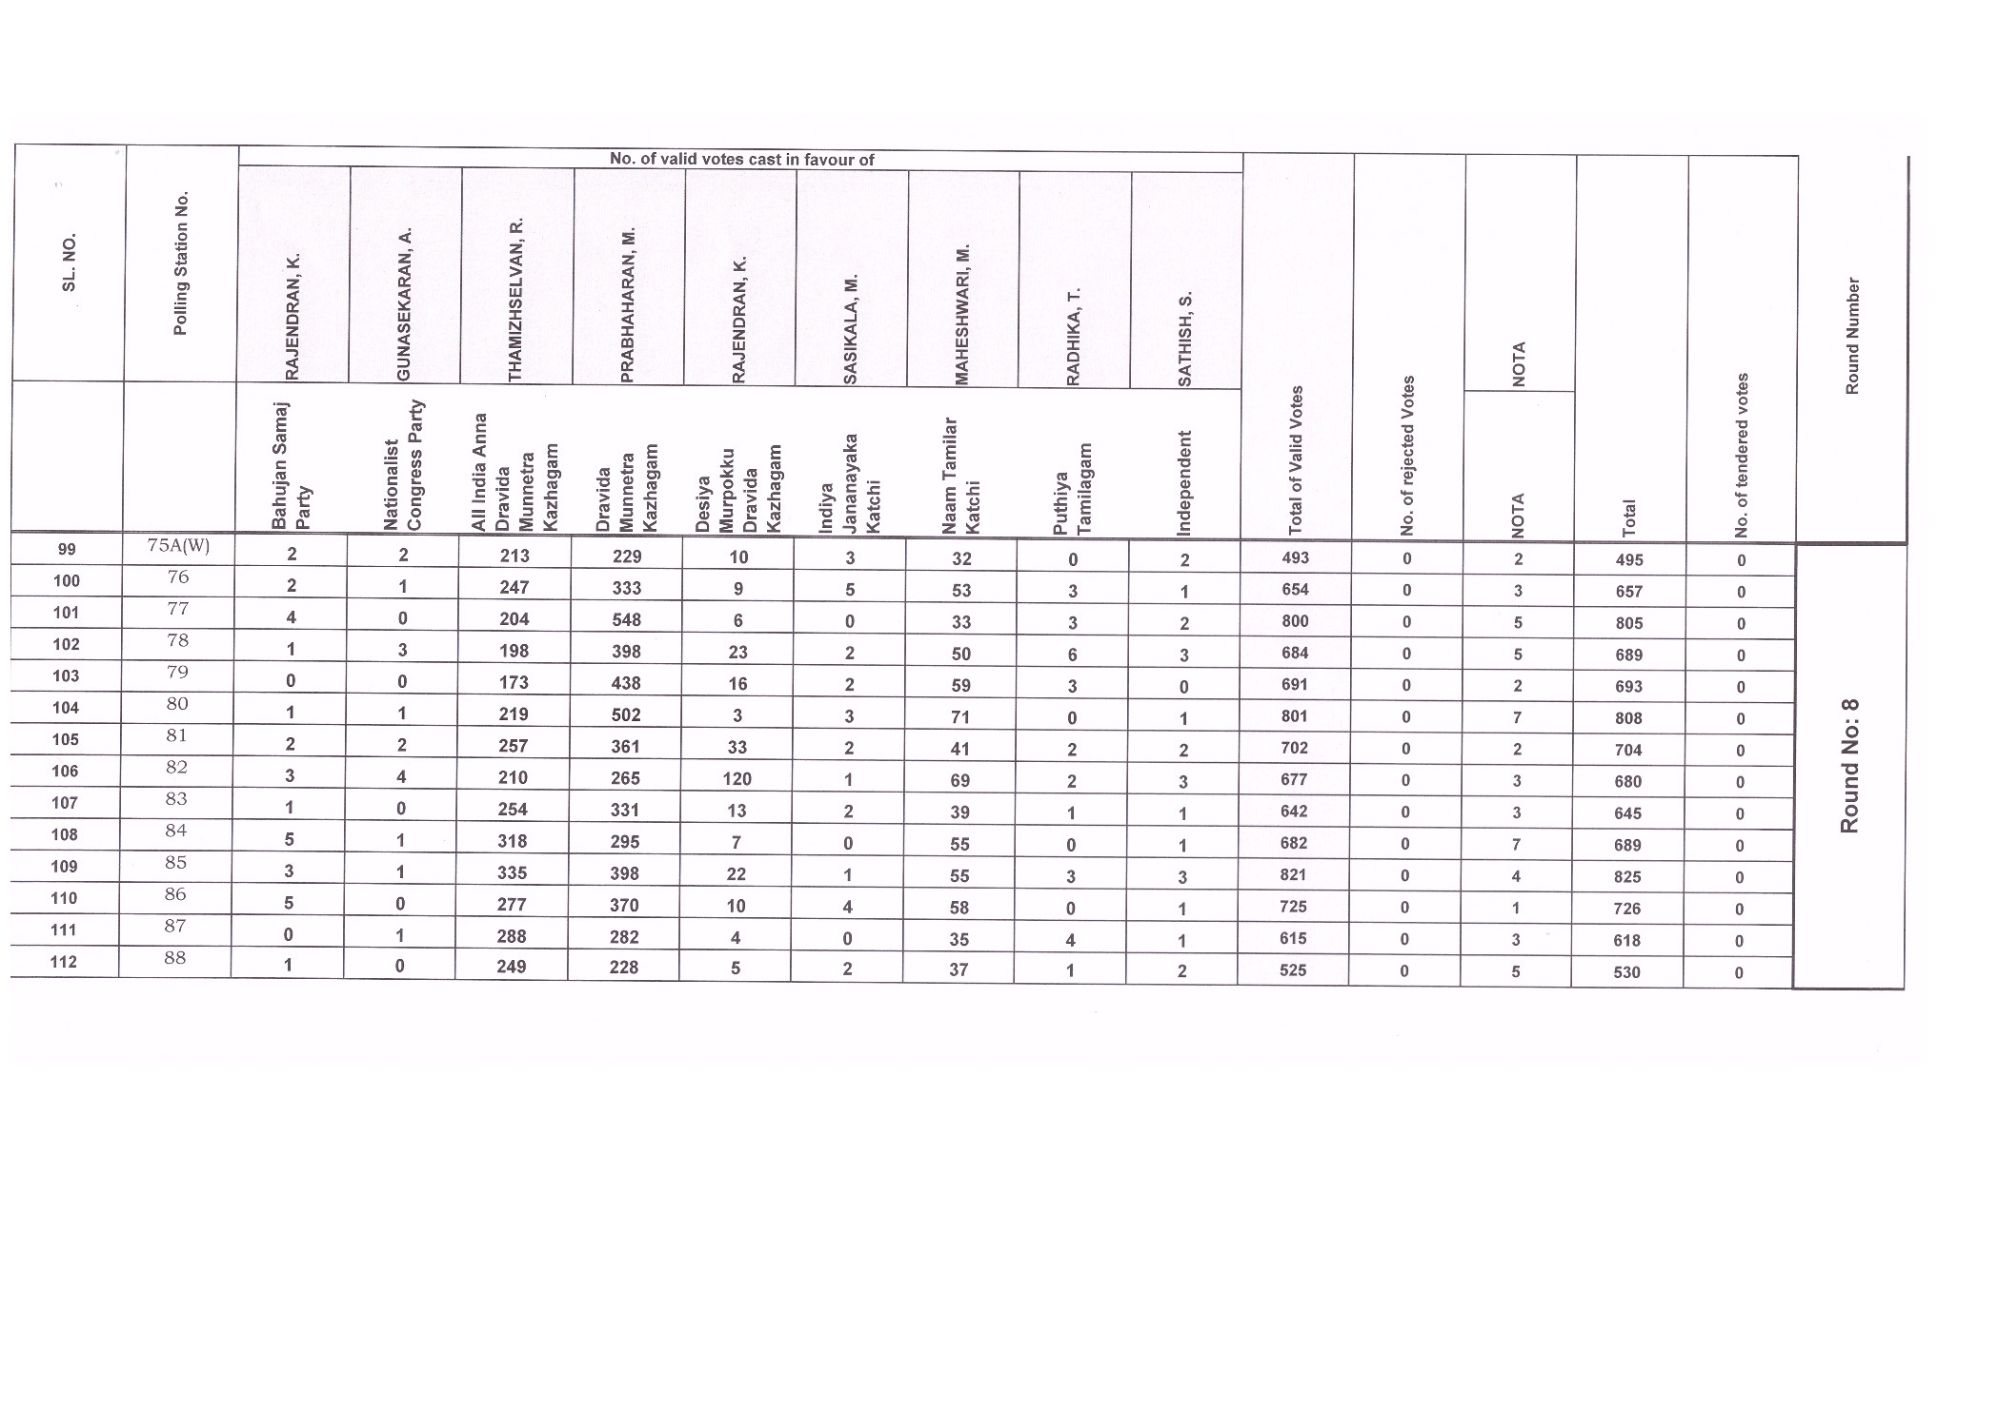 No. of valid votes cast in favour of
SL. NO.
Polling Station No.
RAJENDRAN, K.
GUNASEKARAN, A.
THAMIZHSELVAN, R.
PRABHAHARAN, M.
RAJENDRAN, K.
SASIKALA, M.
MAHESHWARI, M.
RADHIKA, T.
SATHISH, S.
Total of Valid Votes
No. of rejected Votes
NOTA
Total
No. of tendered votes
Round Number
Bahujan Samaj
Party
Nationalist
Congress Party
All India Anna
Dravida
Munnetra
Kazhagam
Dravida
Munnetra
Kazhagam
Desiya
Murpokku
Dravida
Kazhagam
Indiya
Jananayaka
Katchi
Naam Tamilar
Katchi
Puthiya
Tamilagam
Independent
NOTA
99 75A(W) 2 2 213 229 10 3 32 0 2 493 0 2 495 0
100 76 2 1 247 333 9 5 53 3 1 654 0 3 657 0
101 77 4 0 204 548 6 0 33 3 2 800 0 5 805 0
102 78 1 3 198 398 23 2 50 6 3 684 0 5 689 0
103 79 0 0 173 438 16 2 59 3 0 691 0 2 693 0
104 80 1 1 219 502 3 3 71 0 1 801 0 7 808 0
105 81 2 2 257 361 33 2 41 2 2 702 0 2 704 0
106 82 3 4 210 265 120 1 69 2 3 677 0 3 680 0
107 83 1 0 254 331 13 2 39 1 1 642 0 3 645 0
108 84 5 1 318 295 7 0 55 0 1 682 0 7 689 0
109 85 3 1 335 398 22 1 55 3 3 821 0 4 825 0
110 86 5 0 277 370 10 4 58 0 1 725 0 1 726 0
111 87 0 1 288 282 4 0 35 4 1 615 0 3 618 0
112 88 1 0 249 228 5 2 37 1 2 525 0 5 530 0
Round No: 8